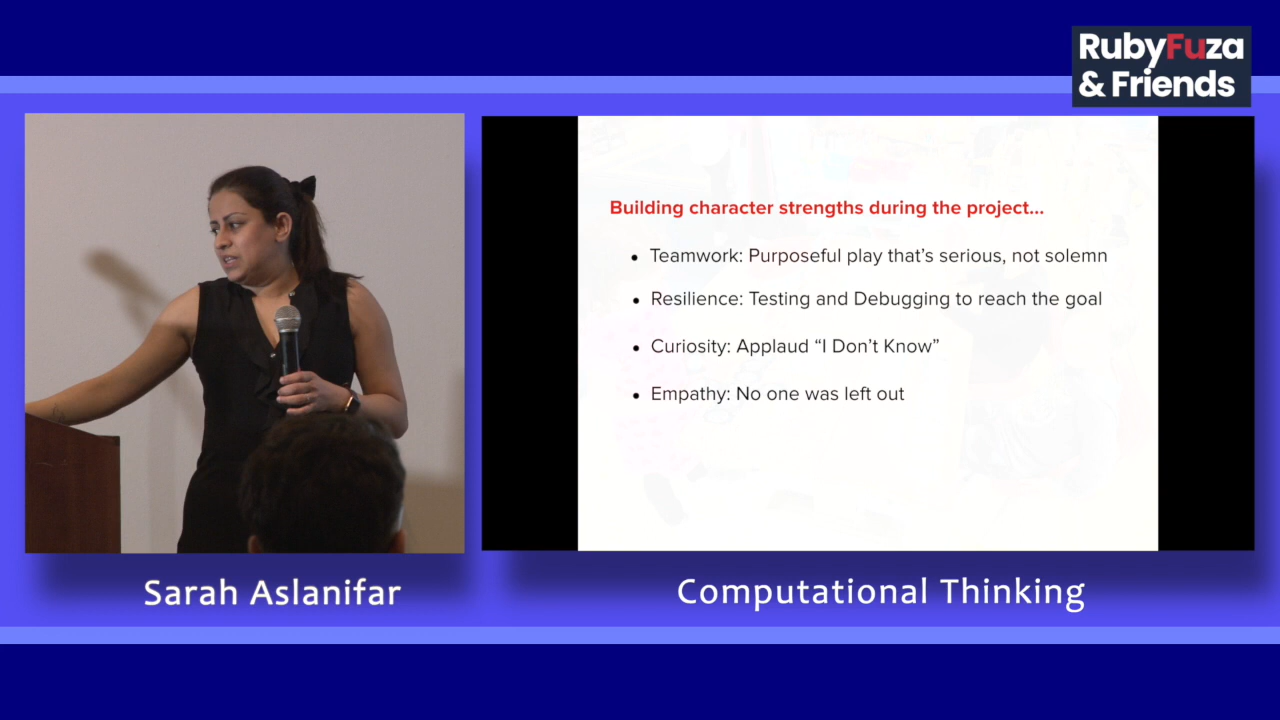 RubyFuza
& Friends
Building character strengths during the project...
• Teamwork: Purposeful play that's serious, not solemn
• Resilience: Testing and Debugging to reach the goal
• Curiosity: Applaud “I Don't Know”
• Empathy: No one was left out
Sarah Aslanifar
Computational Thinking